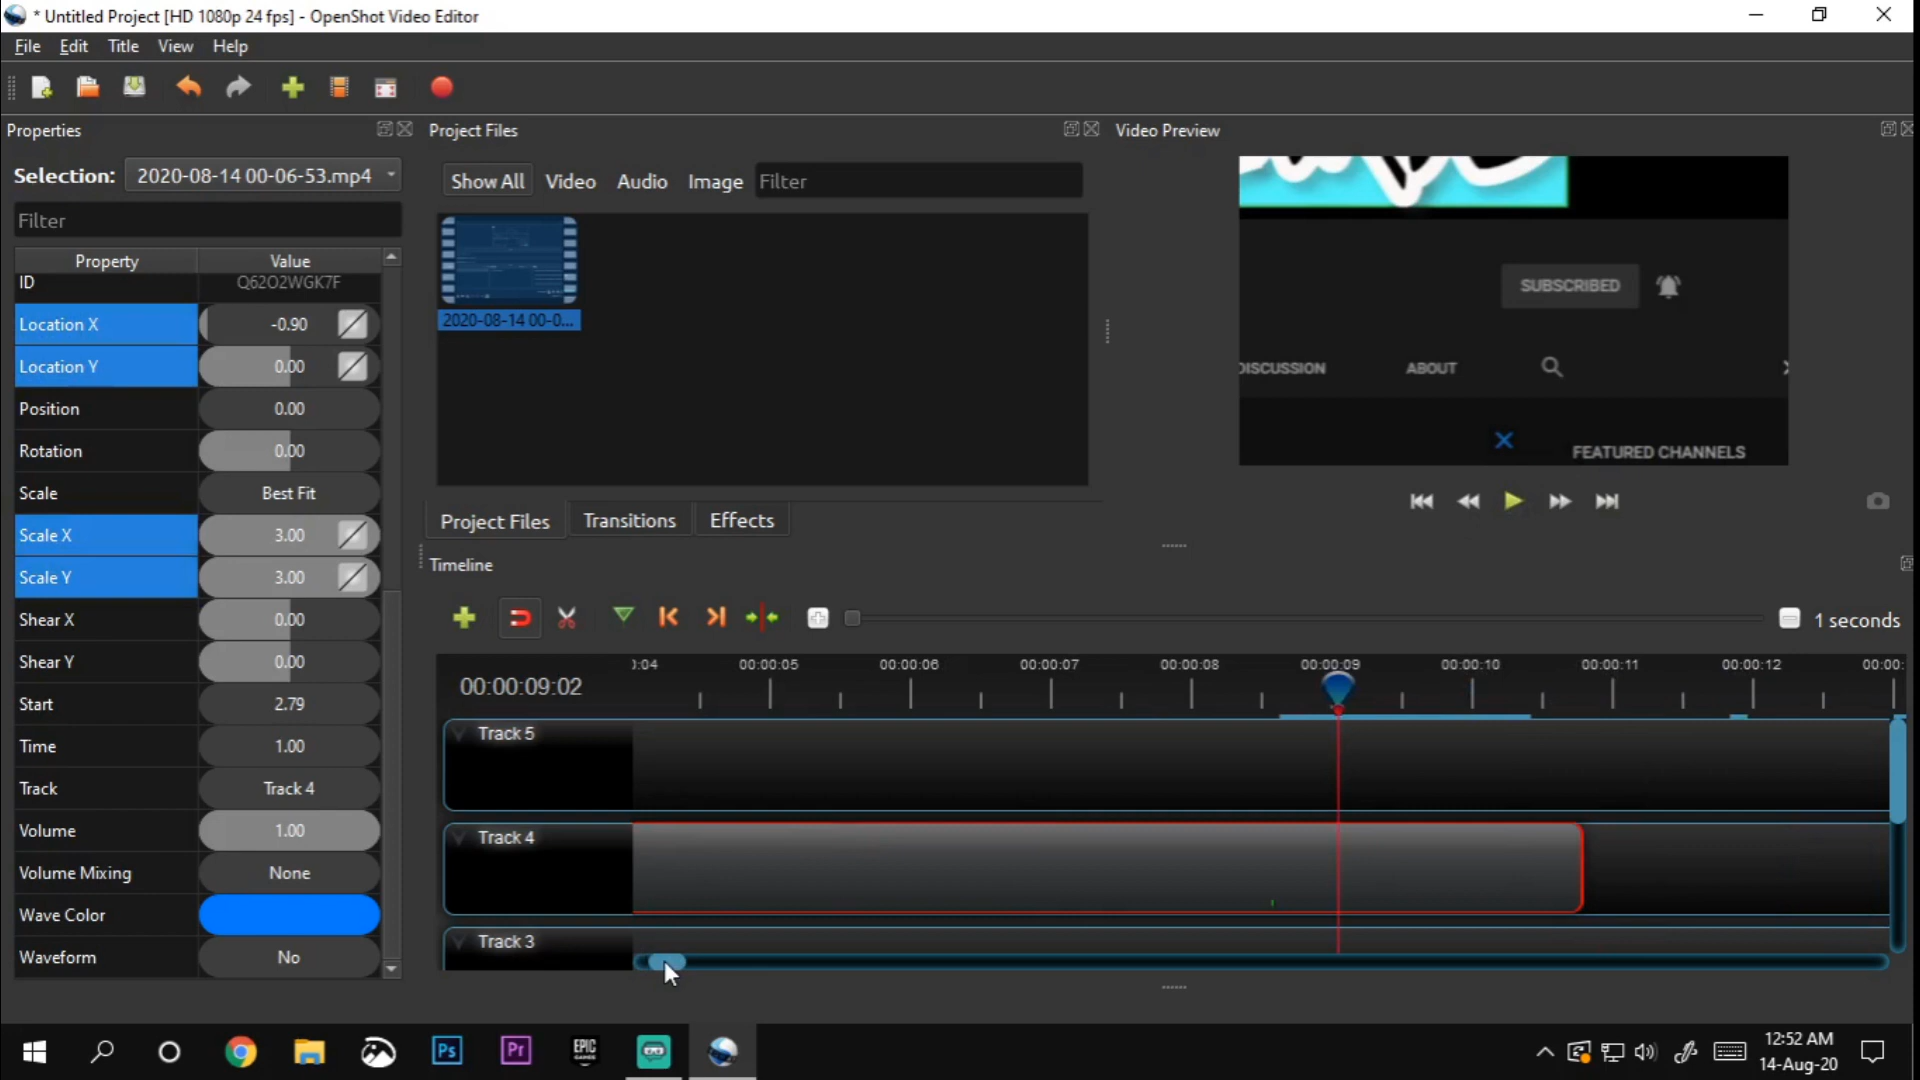 * Untitled Project [HD 1080p 24 fps] - OpenShot Video Editor
File Edit Title View Help
Properties
Project Files
Video Preview
Selection: 2020-08-14 00-06-53.mp4
Filter
Property Value
ID Q62O2WGK7F
Location X -0.90
Location Y 0.00
Position 0.00
Rotation 0.00
Scale Best Fit
Scale X 3.00
Scale Y 3.00
Shear X 0.00
Shear Y 0.00
Start 2.79
Time 1.00
Track Track 4
Volume 1.00
Volume Mixing None
Wave Color
Waveform No
Show All Video Audio Image Filter
2020-08-14 00-0...
Project Files Transitions Effects
SUBSCRIBED
DISCUSSION ABOUT
FEATURED CHANNELS
Timeline
1 seconds
00:00:09:02
):04 00:00:05 00:00:06 00:00:07 00:00:08 00:00:09 00:00:10 00:00:11 00:00:12 00:00:
Track 5
Track 4
Track 3
Ps
Pr
EPIC
GAMES
12:52 AM
14-Aug-20